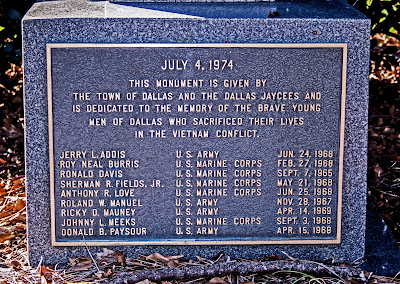 JULY 4, 1974
THIS MONUMENT IS GIVEN BY
THE TOWN OF DALLAS AND THE DALLAS JAYCEES AND
IS DEDICATED TO THE MEMORY OF THE BRAVE YOUNG
MEN OF DALLAS WHO SACRIFICED THEIR LIVES
IN THE VIETNAM CONFLICT.
JERRY L. ADDIS U.S. ARMY JUN. 24, 1968
ROY NEAL BURRIS U.S. MARINE CORPS FEB. 27, 1968
RONALD DAVIS U.S. MARINE CORPS SEP. 7, 1965
SHERMAN R. FIELDS, JR. U.S. MARINE CORPS MAY 21, 1968
ANTHONY R. LOVE U.S. MARINE CORPS JUN. 25, 1968
ROLAND W. MANUEL U.S. ARMY NOV. 28, 1967
RICKY D. MAUNEY U.S. ARMY APR. 14, 1969
JOHNNY L. MEEKS U.S. MARINE CORPS SEP. 3, 1968
DONALD B. PAYSOUR U.S. ARMY APR. 15, 1968